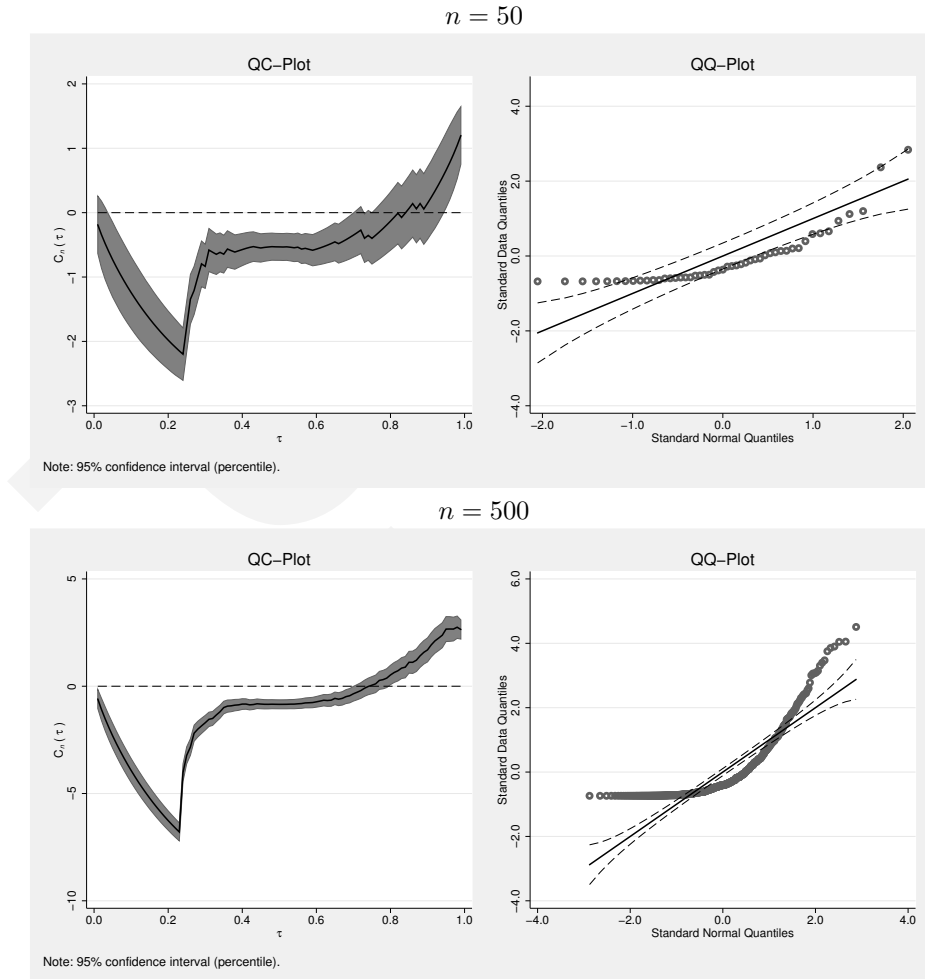 n = 50
QC−Plot
QQ−Plot
C_n ( τ )
2
1
0
−1
−2
−3
0.0 0.2 0.4 0.6 0.8 1.0
τ
Standard Data Quantiles
4.0
2.0
0.0
−2.0
−4.0
−2.0 −1.0 0.0 1.0 2.0
Standard Normal Quantiles
Note: 95% confidence interval (percentile).
n = 500
QC−Plot
QQ−Plot
C_n ( τ )
5
0
−5
−10
0.0 0.2 0.4 0.6 0.8 1.0
τ
Standard Data Quantiles
6.0
4.0
2.0
0.0
−2.0
−4.0
−4.0 −2.0 0.0 2.0 4.0
Standard Normal Quantiles
Note: 95% confidence interval (percentile).